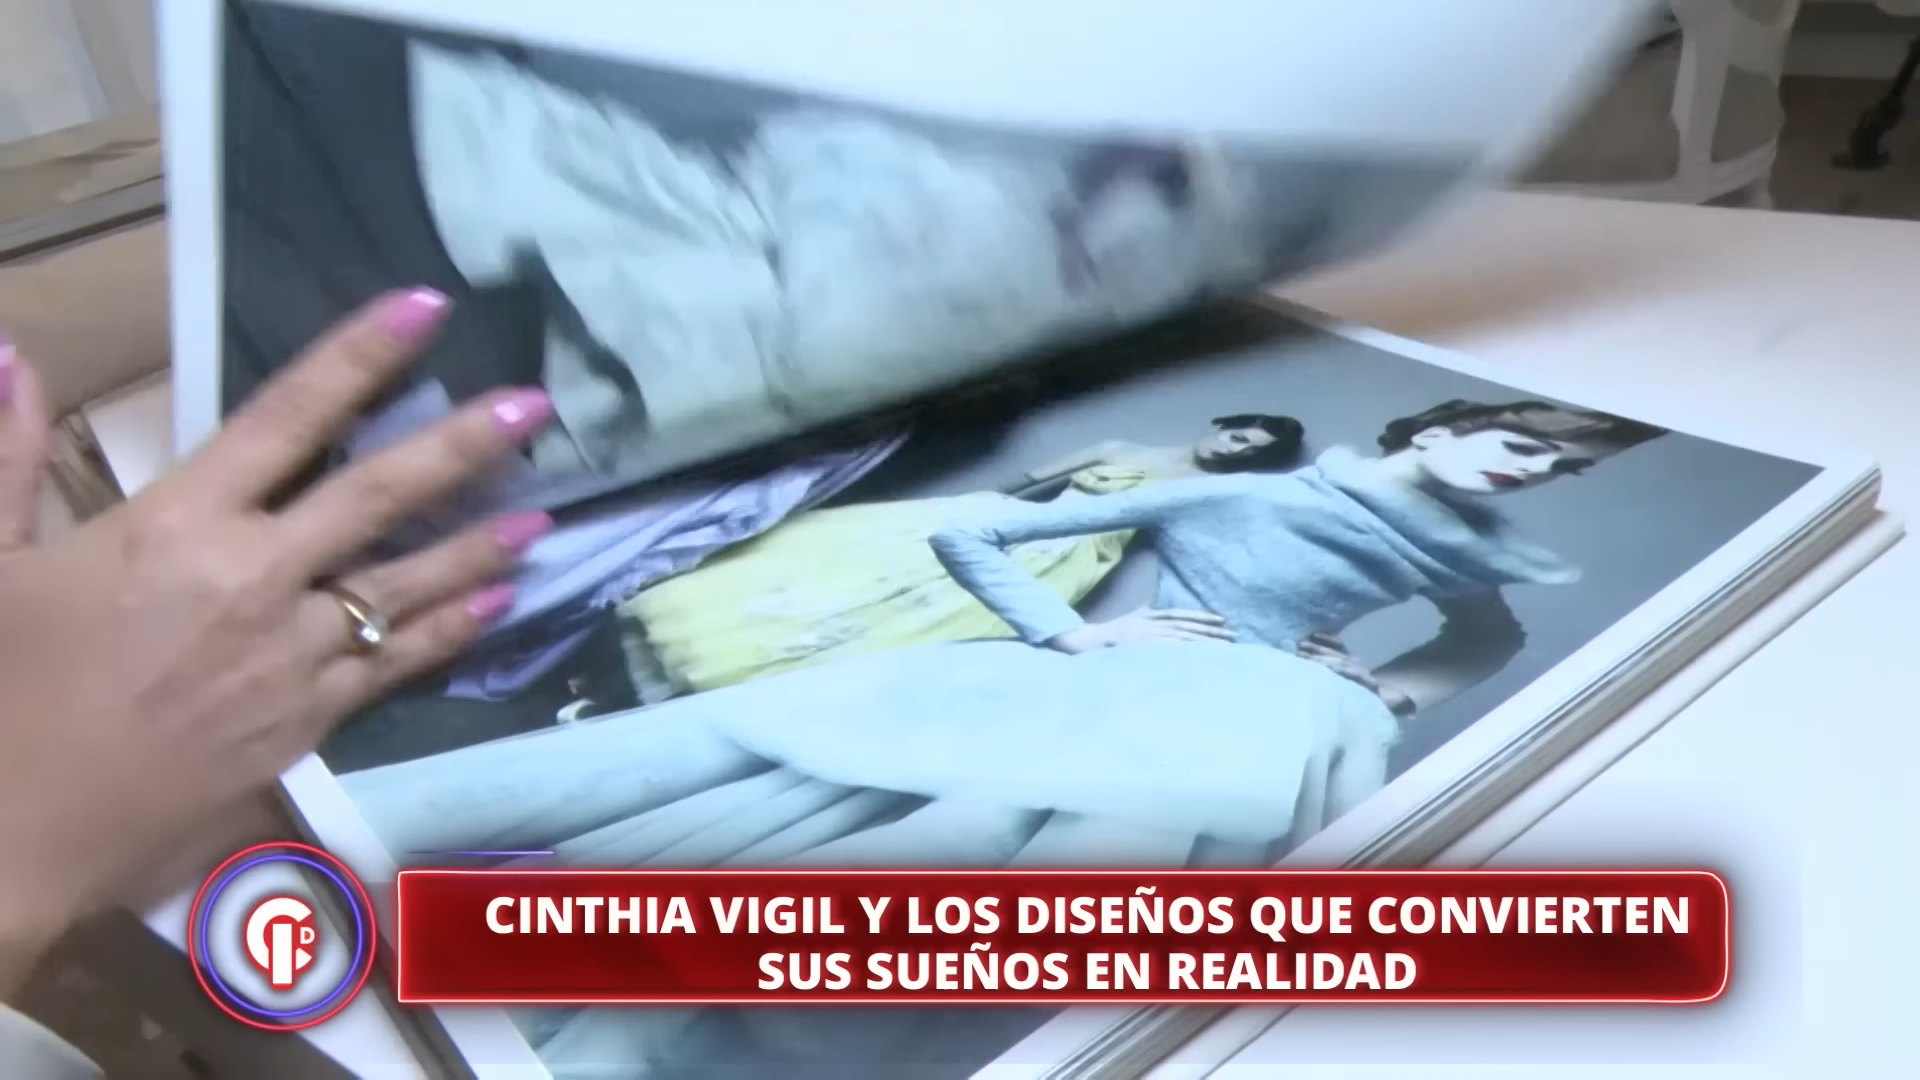 CINTHIA VIGIL Y LOS DISEÑOS QUE CONVIERTEN
SUS SUEÑOS EN REALIDAD